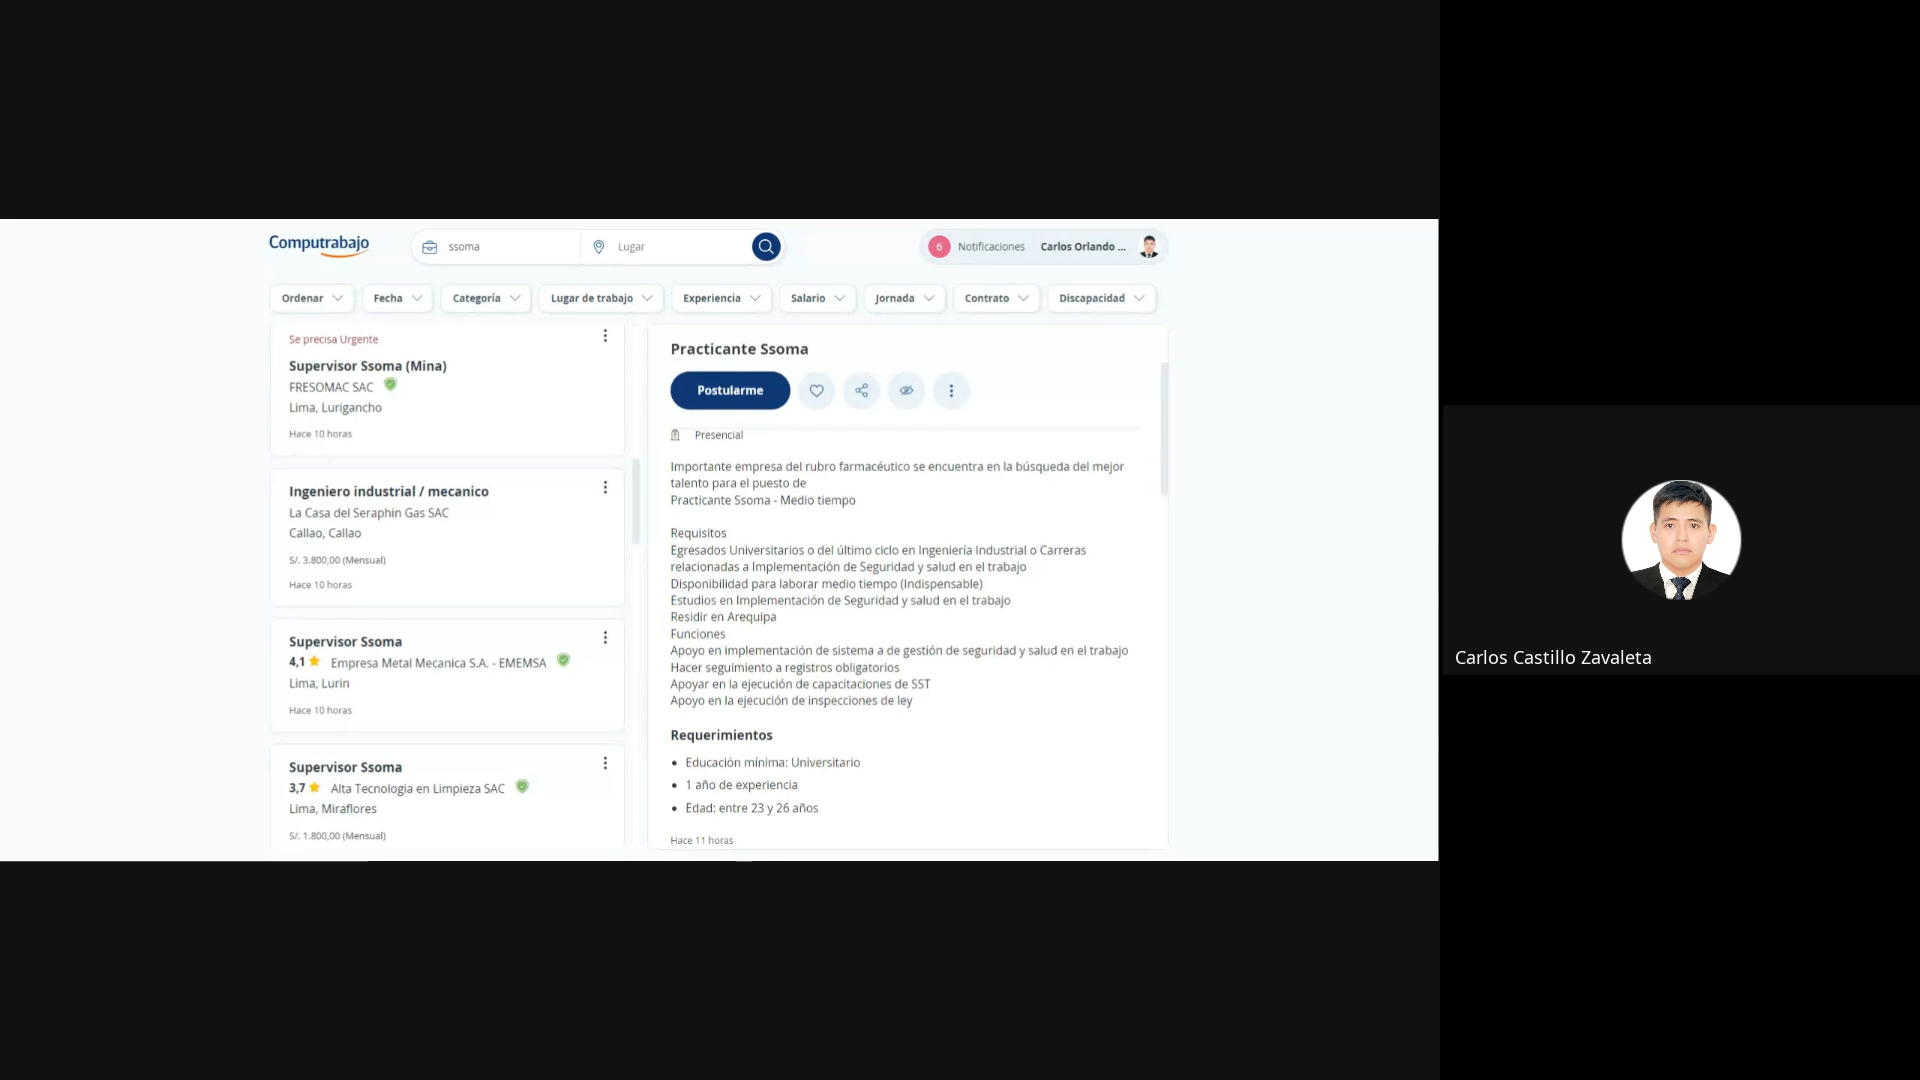 Computrabajo
ssoma
Lugar
6 Notificaciones Carlos Orlando ...
Ordenar Fecha Categoría Lugar de trabajo Experiencia Salario Jornada Contrato Discapacidad
Se precisa Urgente
Supervisor Ssoma (Mina)
FRESOMAC SAC
Lima, Lurigancho
Hace 10 horas
Ingeniero industrial / mecanico
La Casa del Seraphin Gas SAC
Callao, Callao
S/. 3.800,00 (Mensual)
Hace 10 horas
Supervisor Ssoma
4,1 Empresa Metal Mecanica S.A. - EMEMSA
Lima, Lurin
Hace 10 horas
Supervisor Ssoma
3,7 Alta Tecnologia en Limpieza SAC
Lima, Miraflores
S/. 1.800,00 (Mensual)
Practicante Ssoma
Postularme
Presencial
Importante empresa del rubro farmacéutico se encuentra en la búsqueda del mejor
talento para el puesto de
Practicante Ssoma - Medio tiempo
Requisitos
Egresados Universitarios o del último ciclo en Ingeniería Industrial o Carreras
relacionadas a Implementación de Seguridad y salud en el trabajo
Disponibilidad para laborar medio tiempo (Indispensable)
Estudios en Implementación de Seguridad y salud en el trabajo
Residir en Arequipa
Funciones
Apoyo en implementación de sistema a de gestión de seguridad y salud en el trabajo
Hacer seguimiento a registros obligatorios
Apoyar en la ejecución de capacitaciones de SST
Apoyo en la ejecución de inspecciones de ley
Requerimientos
• Educación mínima: Universitario
• 1 año de experiencia
• Edad: entre 23 y 26 años
Hace 11 horas
Carlos Castillo Zavaleta